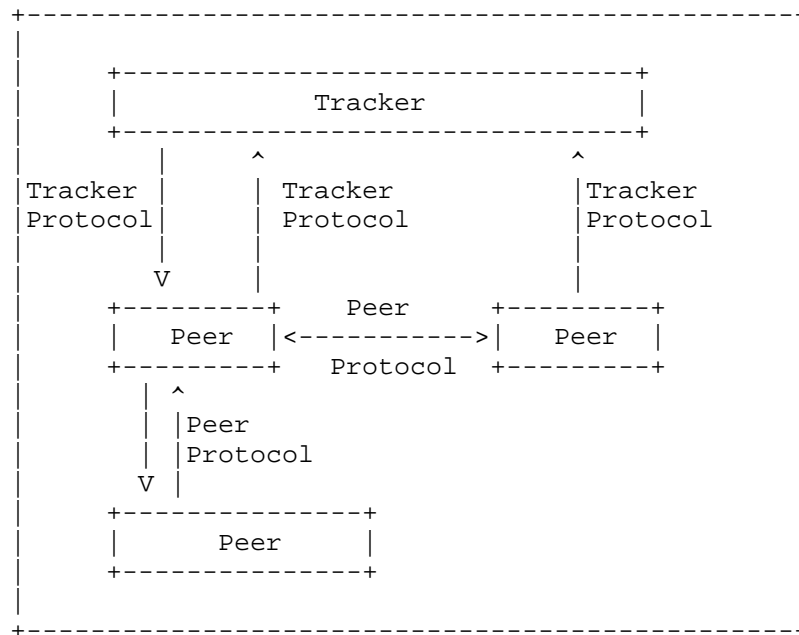 Tracker
Tracker Tracker Tracker
Protocol Protocol Protocol
Peer
Peer Peer
Protocol
Peer
Protocol
Peer